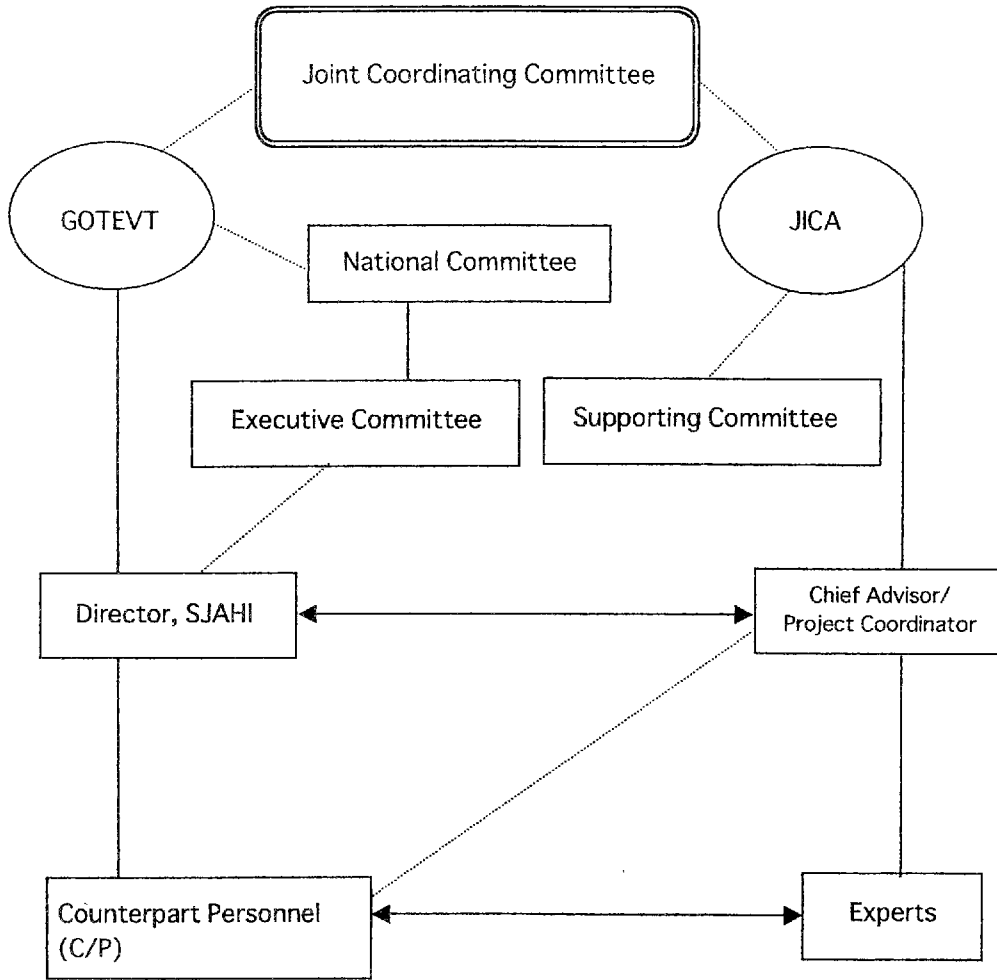 Joint Coordinating Committee
GOTEVT
JICA
National Committee
Executive Committee
Supporting Committee
Director, SJAHI
Chief Advisor/
Project Coordinator
Counterpart Personnel
(C/P)
Experts